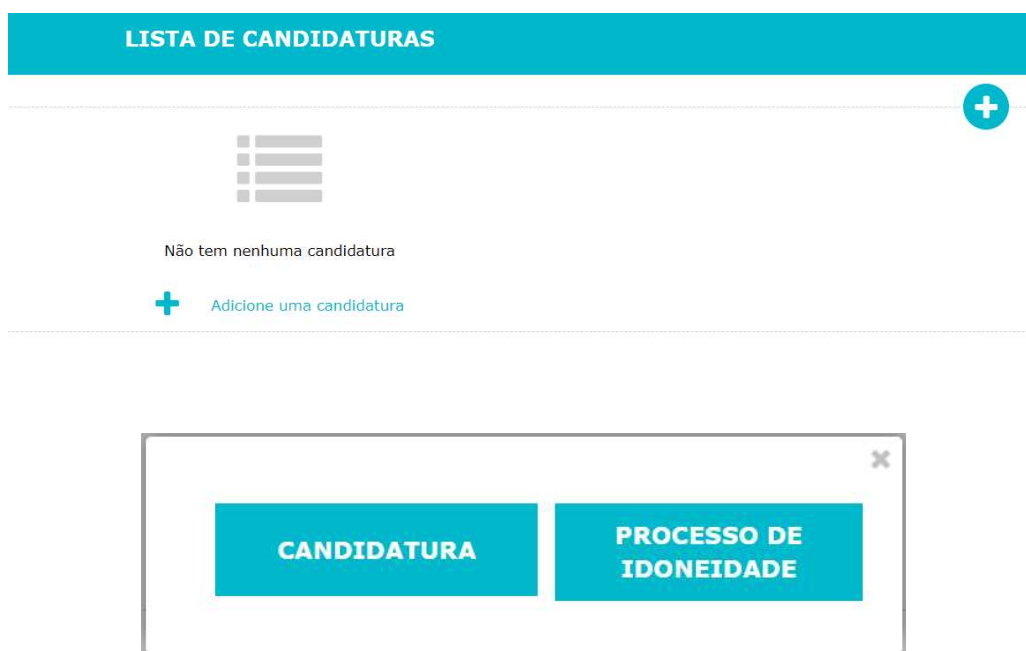 LISTA DE CANDIDATURAS
Não tem nenhuma candidatura
Adicione uma candidatura
CANDIDATURA
PROCESSO DE
IDONEIDADE